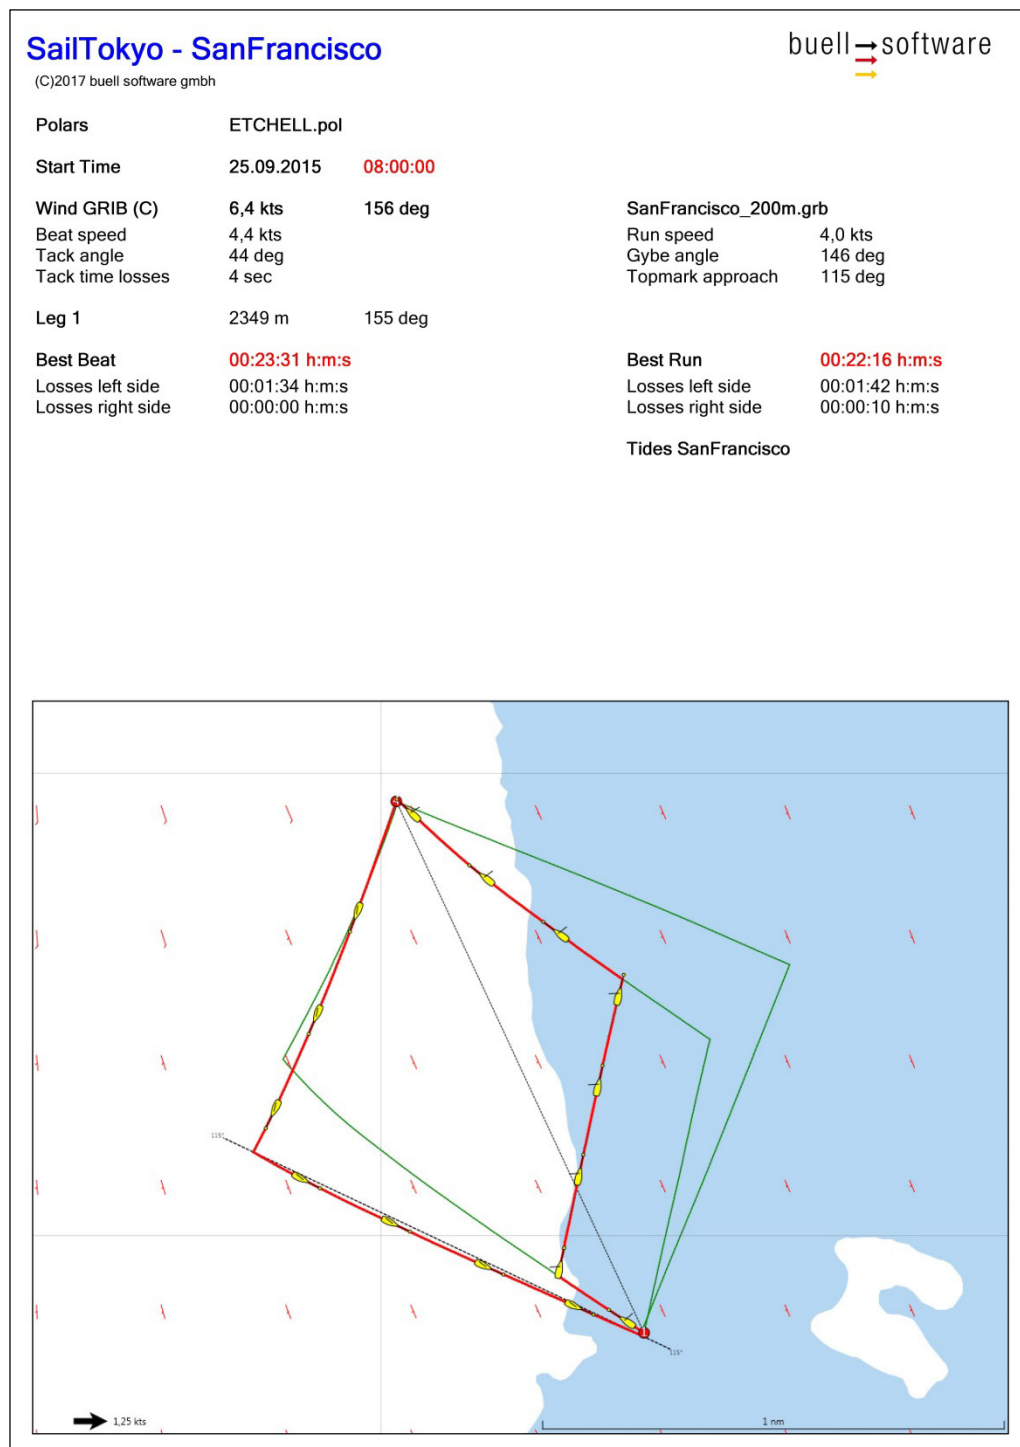 SailTokyo - SanFrancisco
buell software
(C)2017 buell software gmbh
Polars ETCHELL.pol
Start Time 25.09.2015 08:00:00
Wind GRIB (C) 6,4 kts 156 deg SanFrancisco_200m.grb
Beat speed 4,4 kts Run speed 4,0 kts
Tack angle 44 deg Gybe angle 146 deg
Tack time losses 4 sec Topmark approach 115 deg
Leg 1 2349 m 155 deg
Best Beat 00:23:31 h:m:s Best Run 00:22:16 h:m:s
Losses left side 00:01:34 h:m:s Losses left side 00:01:42 h:m:s
Losses right side 00:00:00 h:m:s Losses right side 00:00:10 h:m:s
Tides SanFrancisco
115°
1
115°
1,25 kts
1 nm